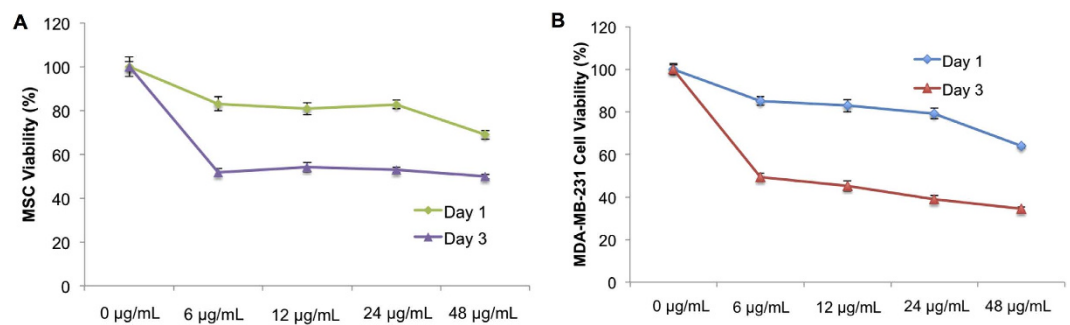 A
120
100
80
60
40
20
0
MSC Viability (%)
Day 1
Day 3
0 µg/mL 6 µg/mL 12 µg/mL 24 µg/mL 48 µg/mL
B
120
100
80
60
40
20
0
MDA-MB-231 Cell Viability (%)
Day 1
Day 3
0 µg/mL 6 µg/mL 12 µg/mL 24 µg/mL 48 µg/mL